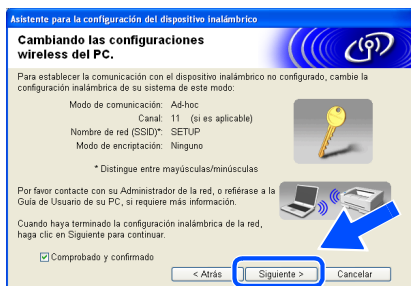 Asistente para la configuración del dispositivo inalámbrico
Cambiando las configuraciones
wireless del PC.
Para establecer la comunicación con el dispositivo inalámbrico no configurado, cambie la
configuración inalámbrica de su sistema de este modo:
Modo de comunicación: Ad-hoc
Canal: 11 (si es aplicable)
Nombre de red (SSID)*: SETUP
Modo de encriptación: Ninguno
* Distingue entre mayúsculas/minúsculas
Por favor contacte con su Administrador de la red, o refiérase a la
Guía de Usuario de su PC, si requiere más información.
Cuando haya terminado la configuración inalámbrica de la red,
haga clic en Siguiente para continuar.
Comprobado y confirmado
< Atrás Siguiente > Cancelar